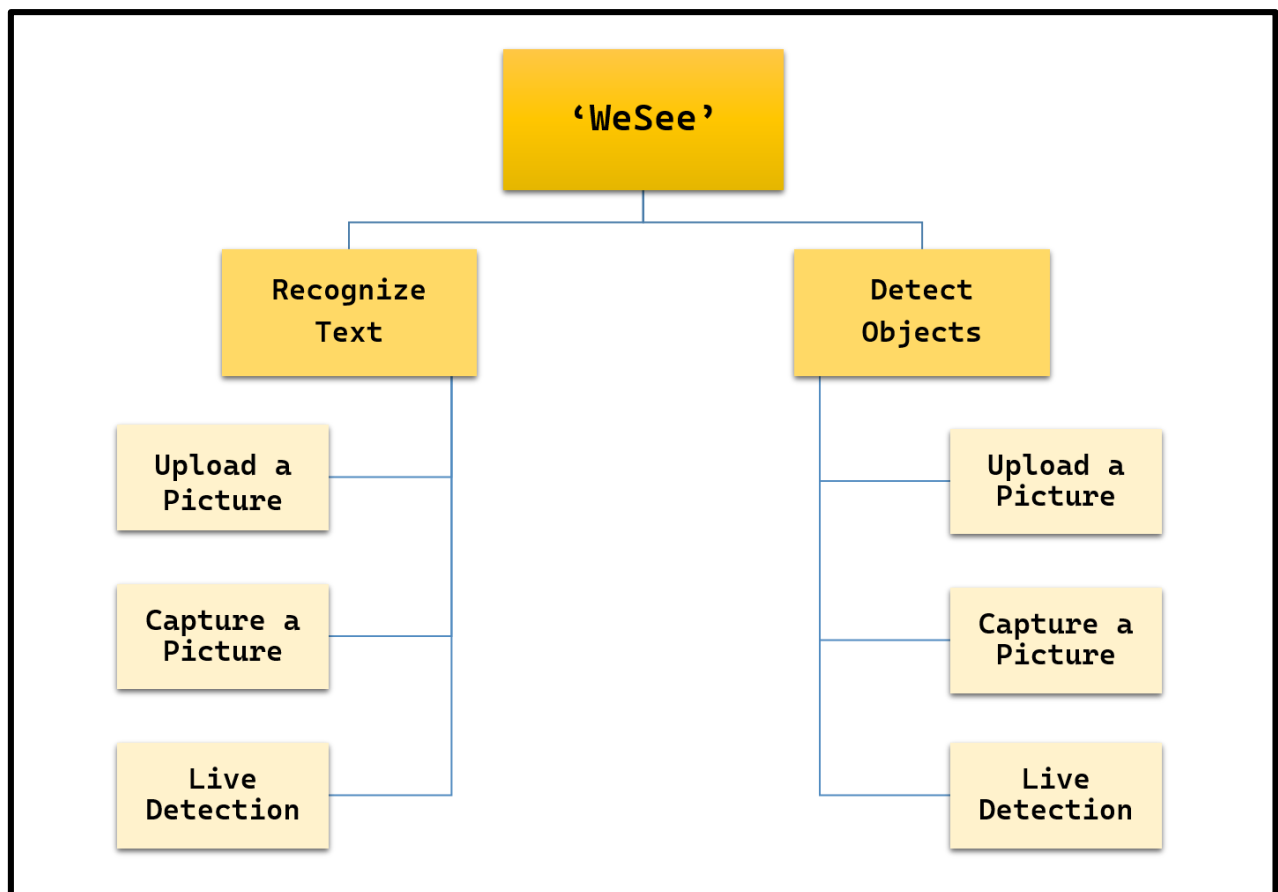 ‘WeSee’
Recognize
Text
Detect
Objects
Upload a
Picture
Upload a
Picture
Capture a
Picture
Capture a
Picture
Live
Detection
Live
Detection